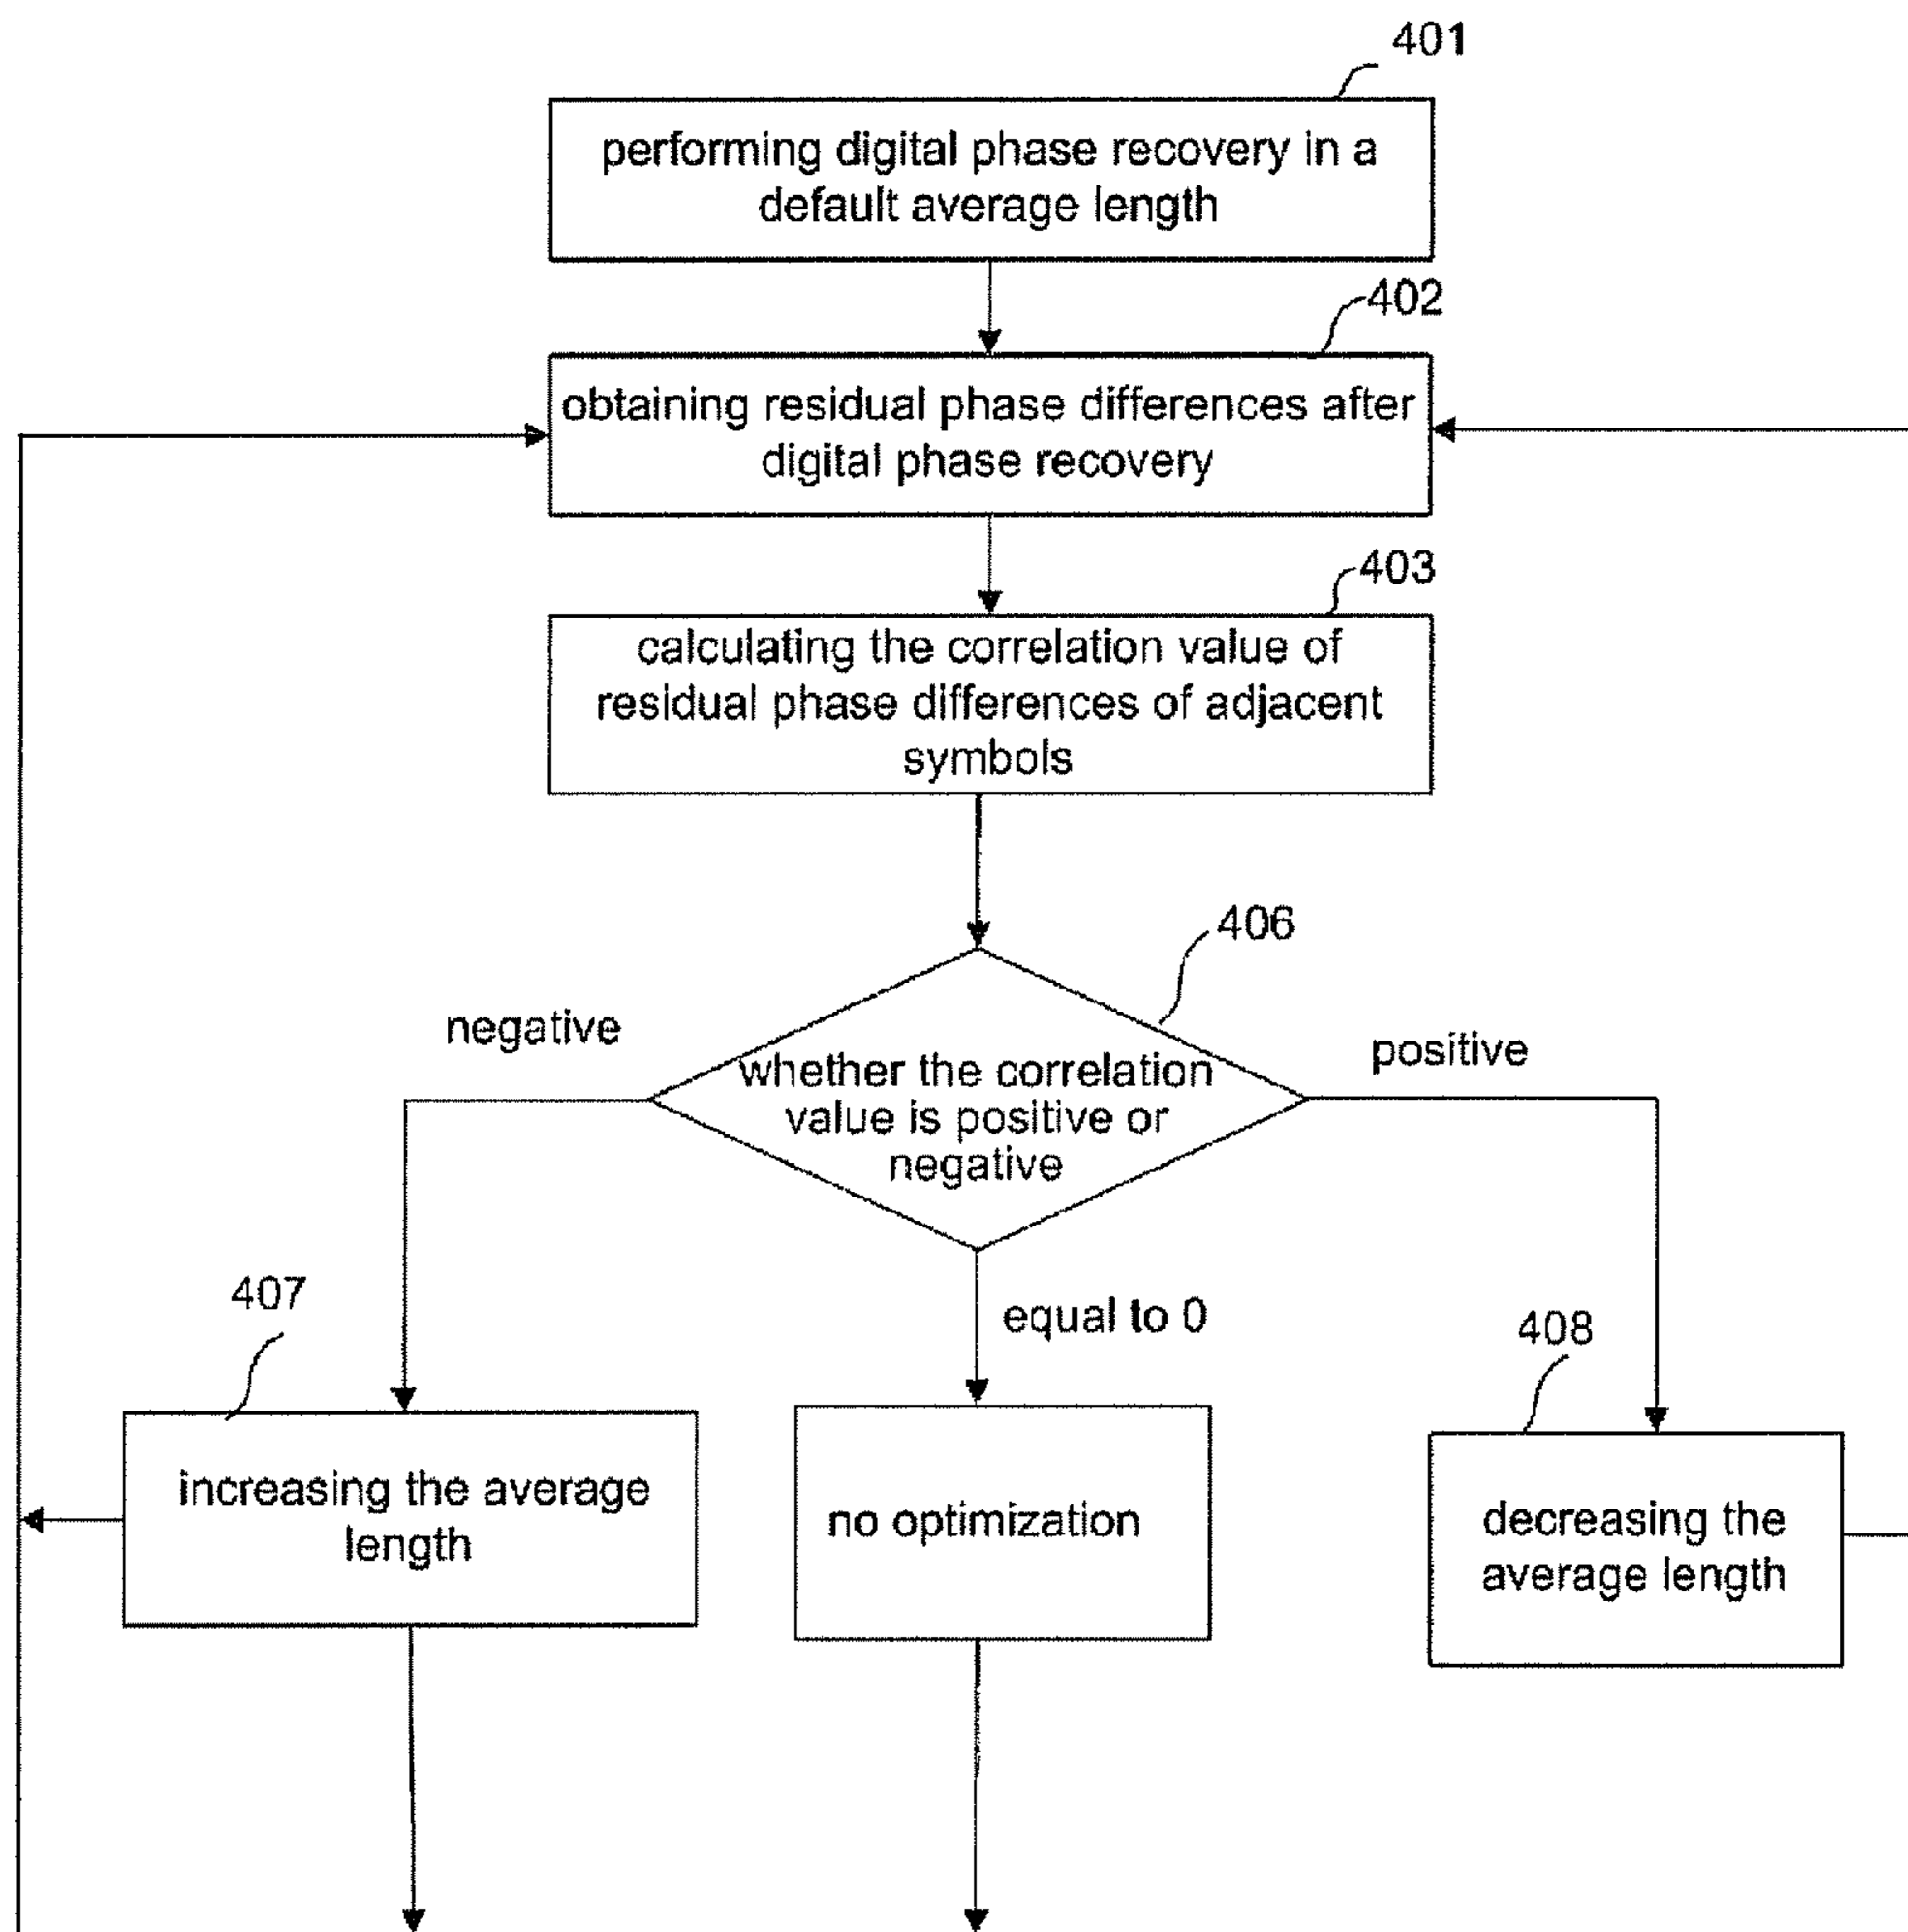 401
performing digital phase recovery in a
default average length
402
obtaining residual phase differences after
digital phase recovery
403
calculating the correlation value of
residual phase differences of adjacent
symbols
406
negative
positive
whether the correlation
value is positive or
negative
407
equal to 0
408
increasing the average
length
no optimization
decreasing the
average length